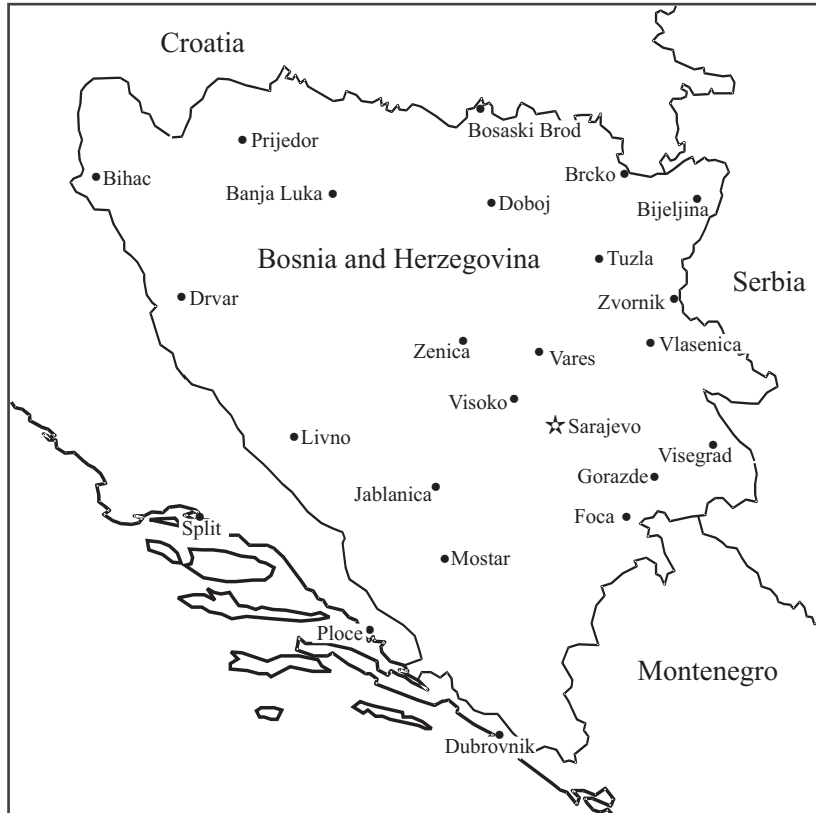 Croatia
Bosaski Brod
Prijedor
Brcko
Bihac
Banja Luka
Doboj
Bijeljina
Bosnia and Herzegovina
Tuzla
Serbia
Drvar
Zvornik
Zenica
Vares
Vlasenica
Visoko
Sarajevo
Livno
Visegrad
Jablanica
Gorazde
Split
Foca
Mostar
Ploce
Montenegro
Dubrovnik